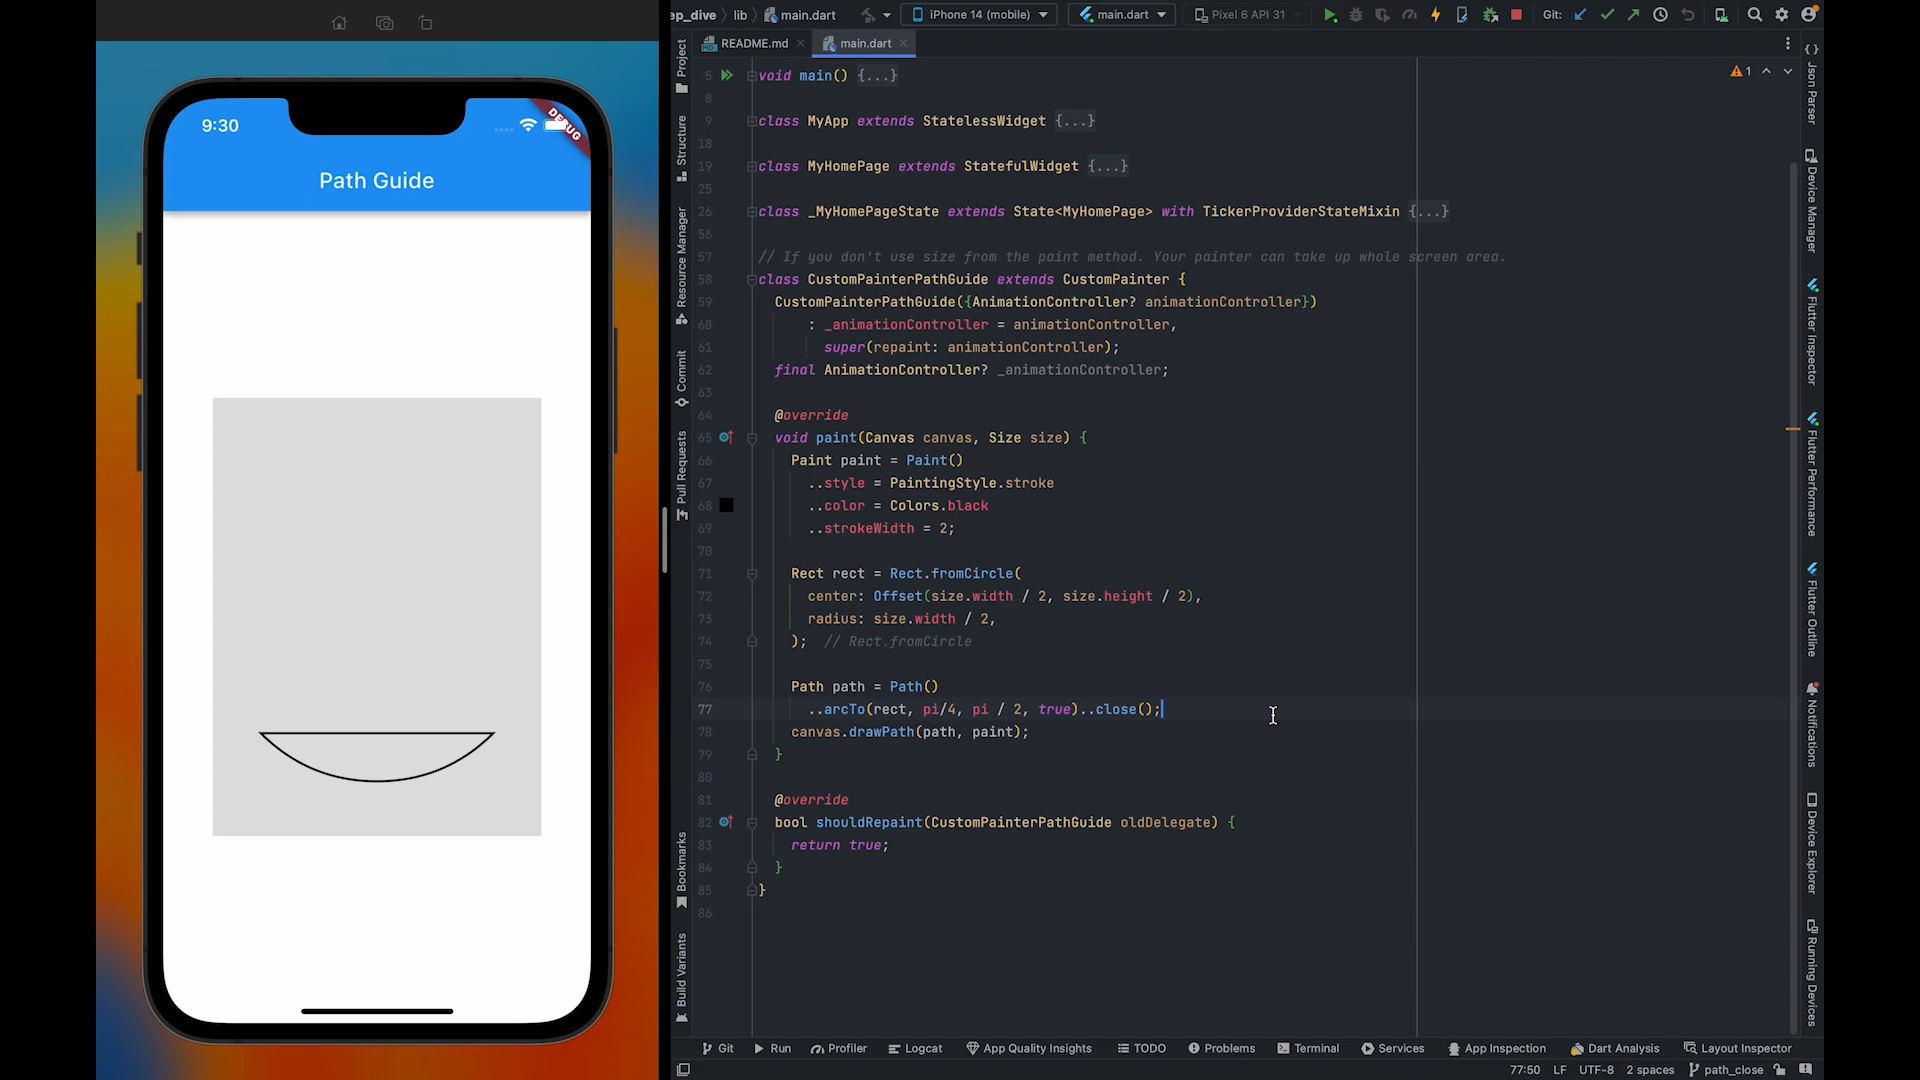 9:30
DEBUG
Path Guide
ep_dive
lib
main.dart
iPhone 14 (mobile)
main.dart
Pixel 6 API 31
Git:
README.md
main.dart
1
Project
Structure
Resource Manager
Commit
Pull Requests
Bookmarks
Build Variants
5 void main() {...}
8
9 class MyApp extends StatelessWidget {...}
18
19 class MyHomePage extends StatefulWidget {...}
25
26 class _MyHomePageState extends State<MyHomePage> with TickerProviderStateMixin {...}
56
57 // If you don't use size from the paint method. Your painter can take up whole screen area.
58 class CustomPainterPathGuide extends CustomPainter {
59 CustomPainterPathGuide({AnimationController? animationController})
60 : _animationController = animationController,
61 super(repaint: animationController);
62 final AnimationController? _animationController;
63
64 @override
65 void paint(Canvas canvas, Size size) {
66 Paint paint = Paint()
67 ..style = PaintingStyle.stroke
68 ..color = Colors.black
69 ..strokeWidth = 2;
70
71 Rect rect = Rect.fromCircle(
72 center: Offset(size.width / 2, size.height / 2),
73 radius: size.width / 2,
74 ); // Rect.fromCircle
75
76 Path path = Path()
77 ..arcTo(rect, pi/4, pi / 2, true)..close();
78 canvas.drawPath(path, paint);
79 }
80
81 @override
82 bool shouldRepaint(CustomPainterPathGuide oldDelegate) {
83 return true;
84 }
85 }
86
{} Json Parser
Device Manager
Flutter Inspector
Flutter Performance
Flutter Outline
Notifications
Device Explorer
Running Devices
Git
Run
Profiler
Logcat
App Quality Insights
TODO
Problems
Terminal
Services
App Inspection
Dart Analysis
Layout Inspector
77:50 LF UTF-8 2 spaces path_close